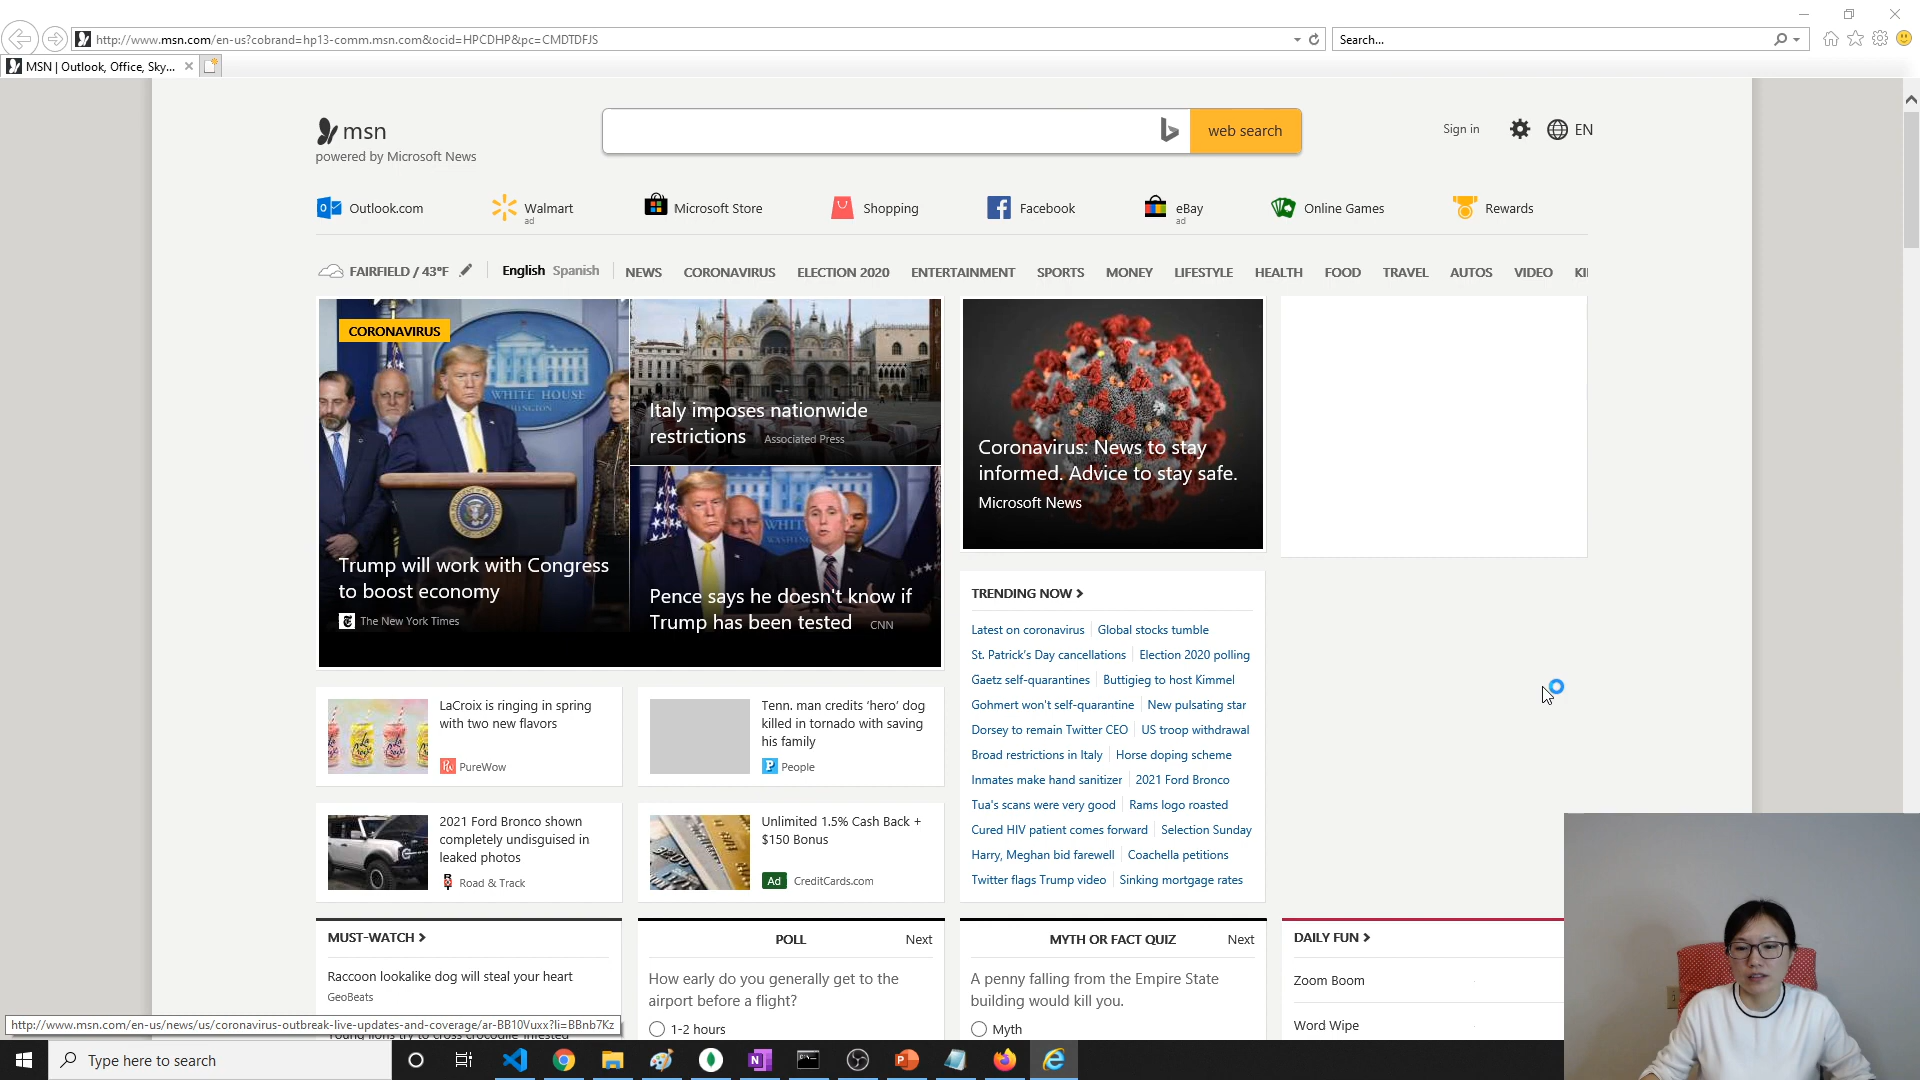 http://www.msn.com/en-us?cobrand=hp13-comm.msn.com&ocid=HPCDHP&pc=CMDTDFJS
Search...
MSN | Outlook, Office, Sky...
msn
powered by Microsoft News
web search
Sign in
EN
Outlook.com
Walmart
ad
Microsoft Store
Shopping
Facebook
eBay
ad
Online Games
Rewards
FAIRFIELD / 43°F
English Spanish
NEWS CORONAVIRUS ELECTION 2020 ENTERTAINMENT SPORTS MONEY LIFESTYLE HEALTH FOOD TRAVEL AUTOS VIDEO
CORONAVIRUS
THE WHITE HOUSE
Trump will work with Congress
to boost economy
The New York Times
Italy imposes nationwide
restrictions Associated Press
Pence says he doesn't know if
Trump has been tested CNN
Coronavirus: News to stay
informed. Advice to stay safe.
Microsoft News
TRENDING NOW >
Latest on coronavirus Global stocks tumble
St. Patrick's Day cancellations Election 2020 polling
Gaetz self-quarantines Buttigieg to host Kimmel
Gohmert won't self-quarantine New pulsating star
Dorsey to remain Twitter CEO US troop withdrawal
Broad restrictions in Italy Horse doping scheme
Inmates make hand sanitizer 2021 Ford Bronco
Tua's scans were very good Rams logo roasted
Cured HIV patient comes forward Selection Sunday
Harry, Meghan bid farewell Coachella petitions
Twitter flags Trump video Sinking mortgage rates
LaCroix is ringing in spring
with two new flavors
PureWow
Tenn. man credits ‘hero’ dog
killed in tornado with saving
his family
People
2021 Ford Bronco shown
completely undisguised in
leaked photos
Road & Track
Unlimited 1.5% Cash Back +
$150 Bonus
Ad CreditCards.com
MUST-WATCH >
Raccoon lookalike dog will steal your heart
GeoBeats
POLL
Next
How early do you generally get to the
airport before a flight?
1-2 hours
MYTH OR FACT QUIZ
Next
A penny falling from the Empire State
building would kill you.
Myth
DAILY FUN >
Zoom Boom
Word Wipe
http://www.msn.com/en-us/news/us/coronavirus-outbreak-live-updates-and-coverage/ar-BB10Vuxx?li=BBnb7Kz
Type here to search